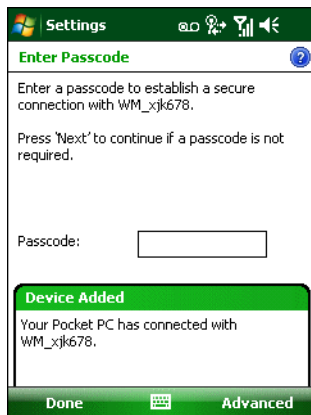 Settings
Enter Passcode
Enter a passcode to establish a secure
connection with WM_xjk678.
Press 'Next' to continue if a passcode is not
required.
Passcode:
Device Added
Your Pocket PC has connected with
WM_xjk678.
Done
Advanced